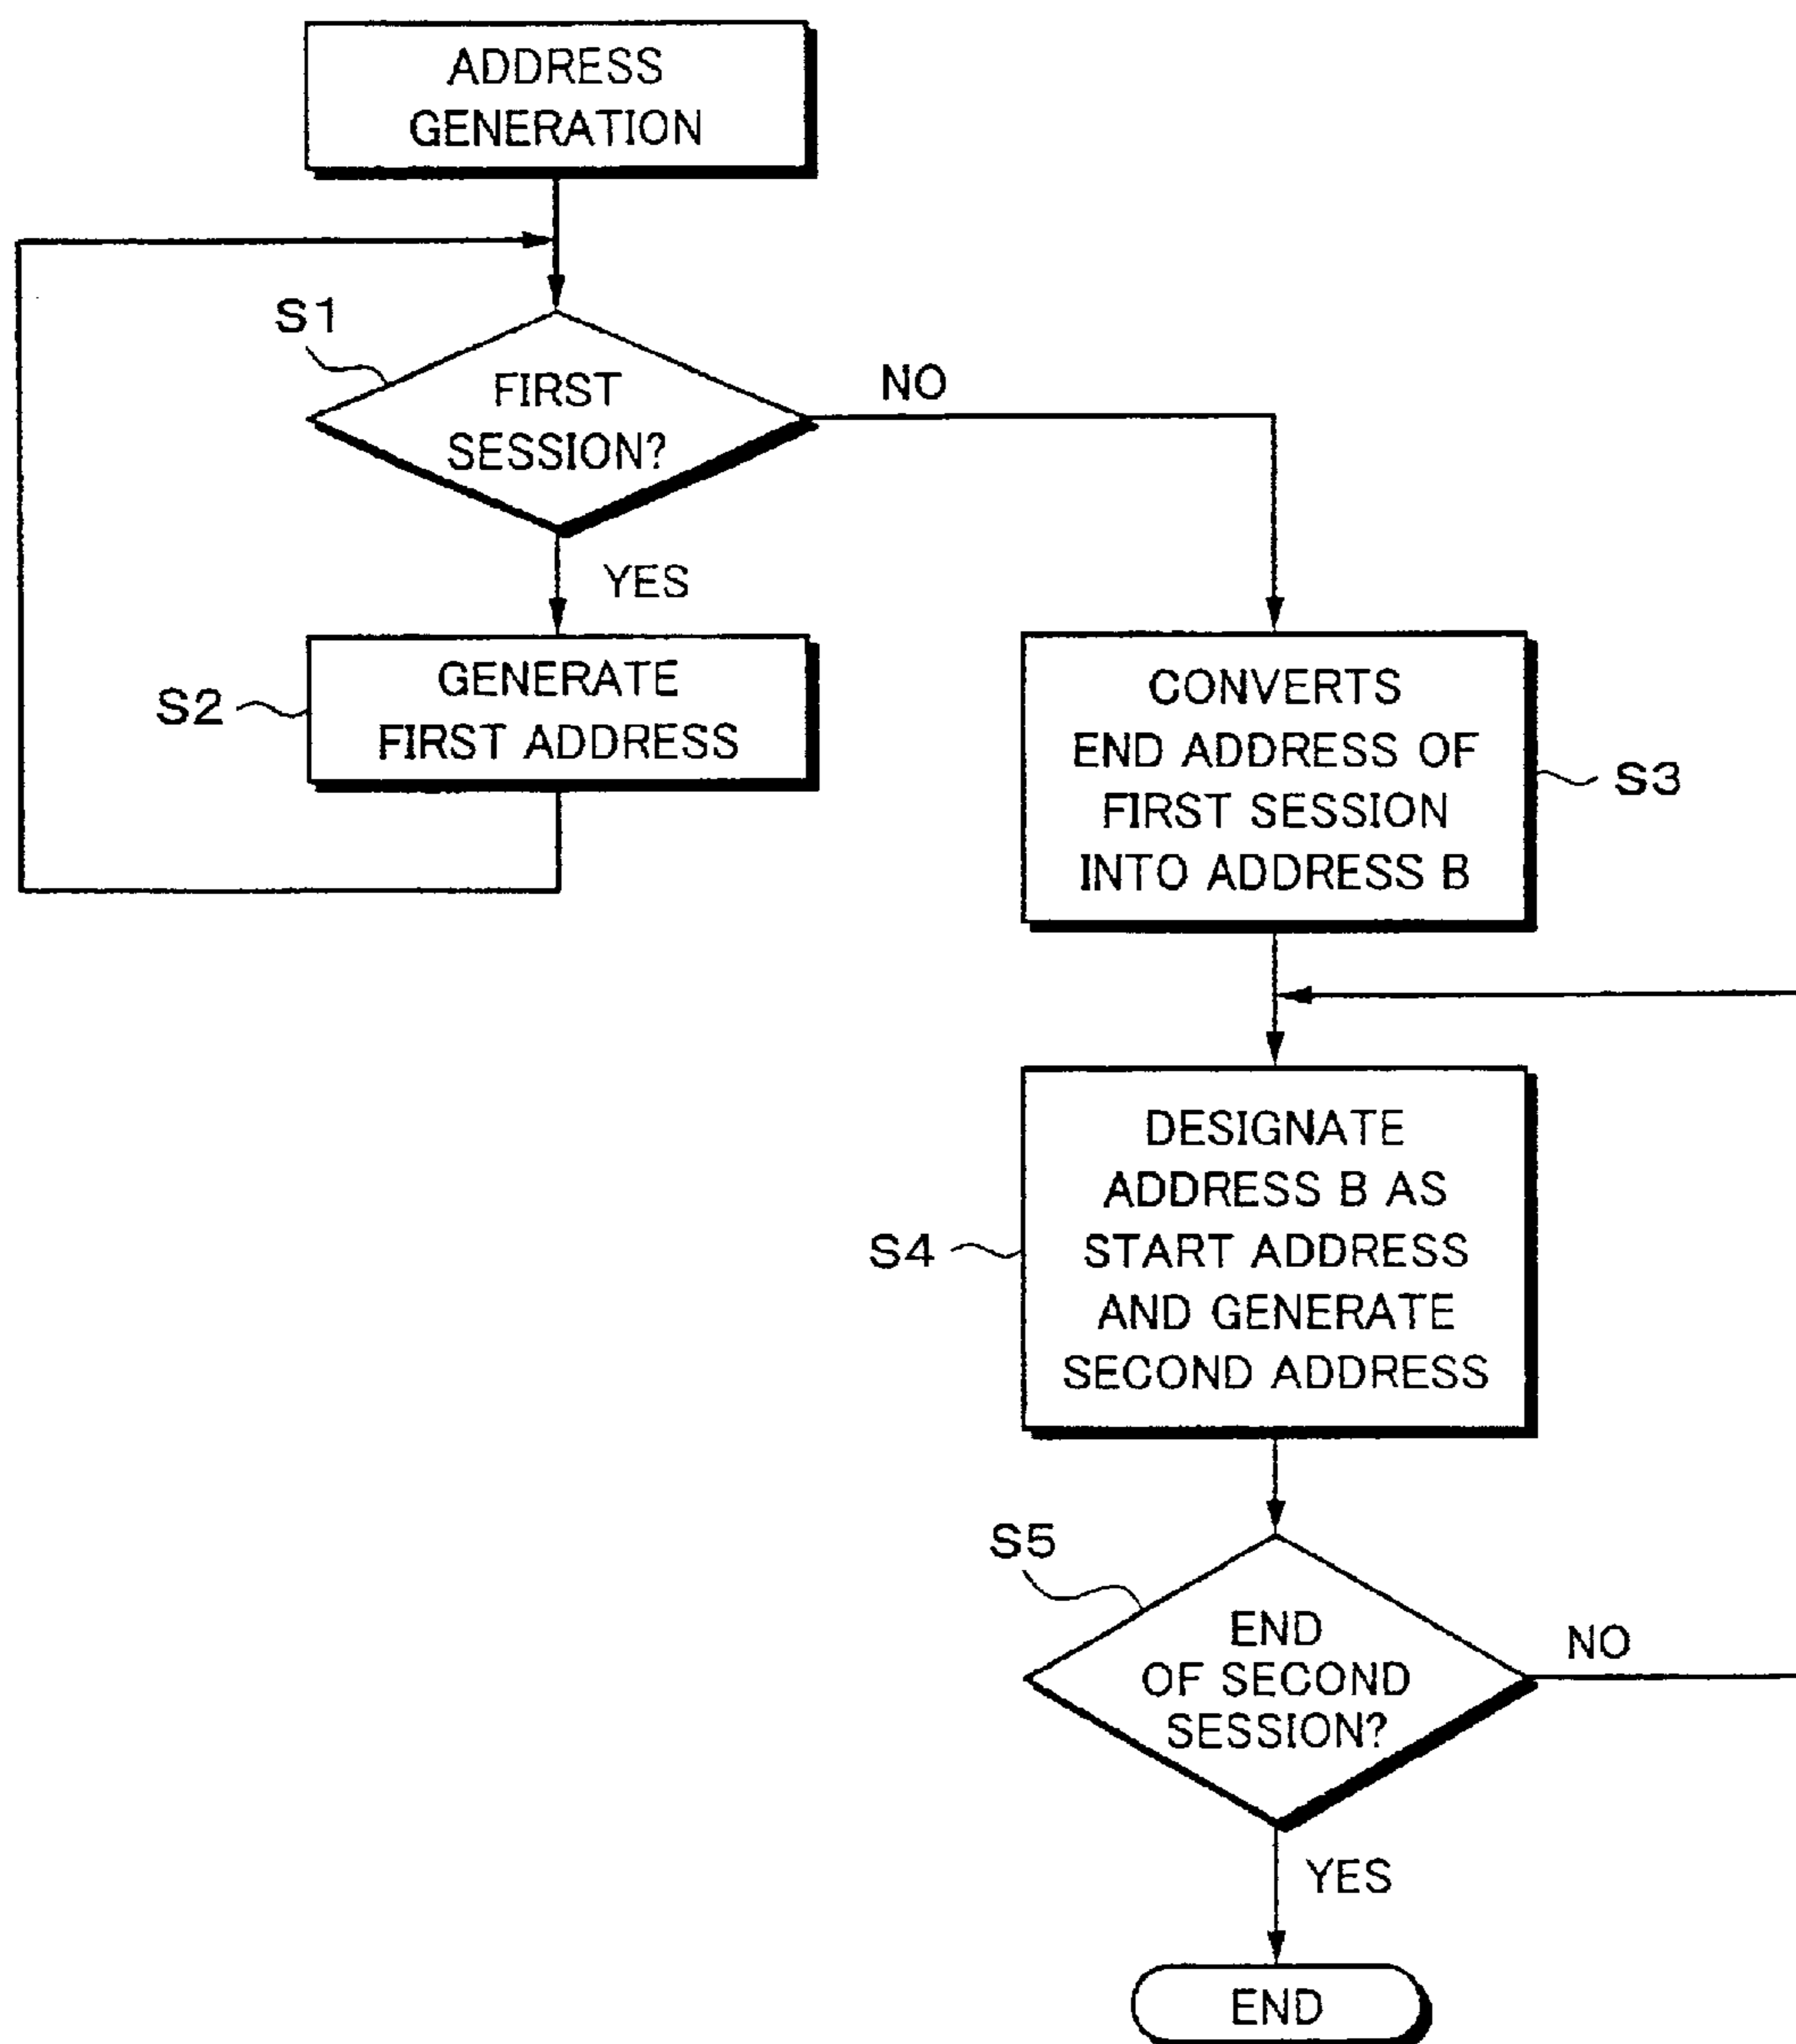 ADDRESS
GENERATION
S1
FIRST
SESSION?
NO
YES
S2
GENERATE
FIRST ADDRESS
CONVERTS
END ADDRESS OF
FIRST SESSION
INTO ADDRESS B
S3
S4
DESIGNATE
ADDRESS B AS
START ADDRESS
AND GENERATE
SECOND ADDRESS
S5
END
OF SECOND
SESSION?
NO
YES
END